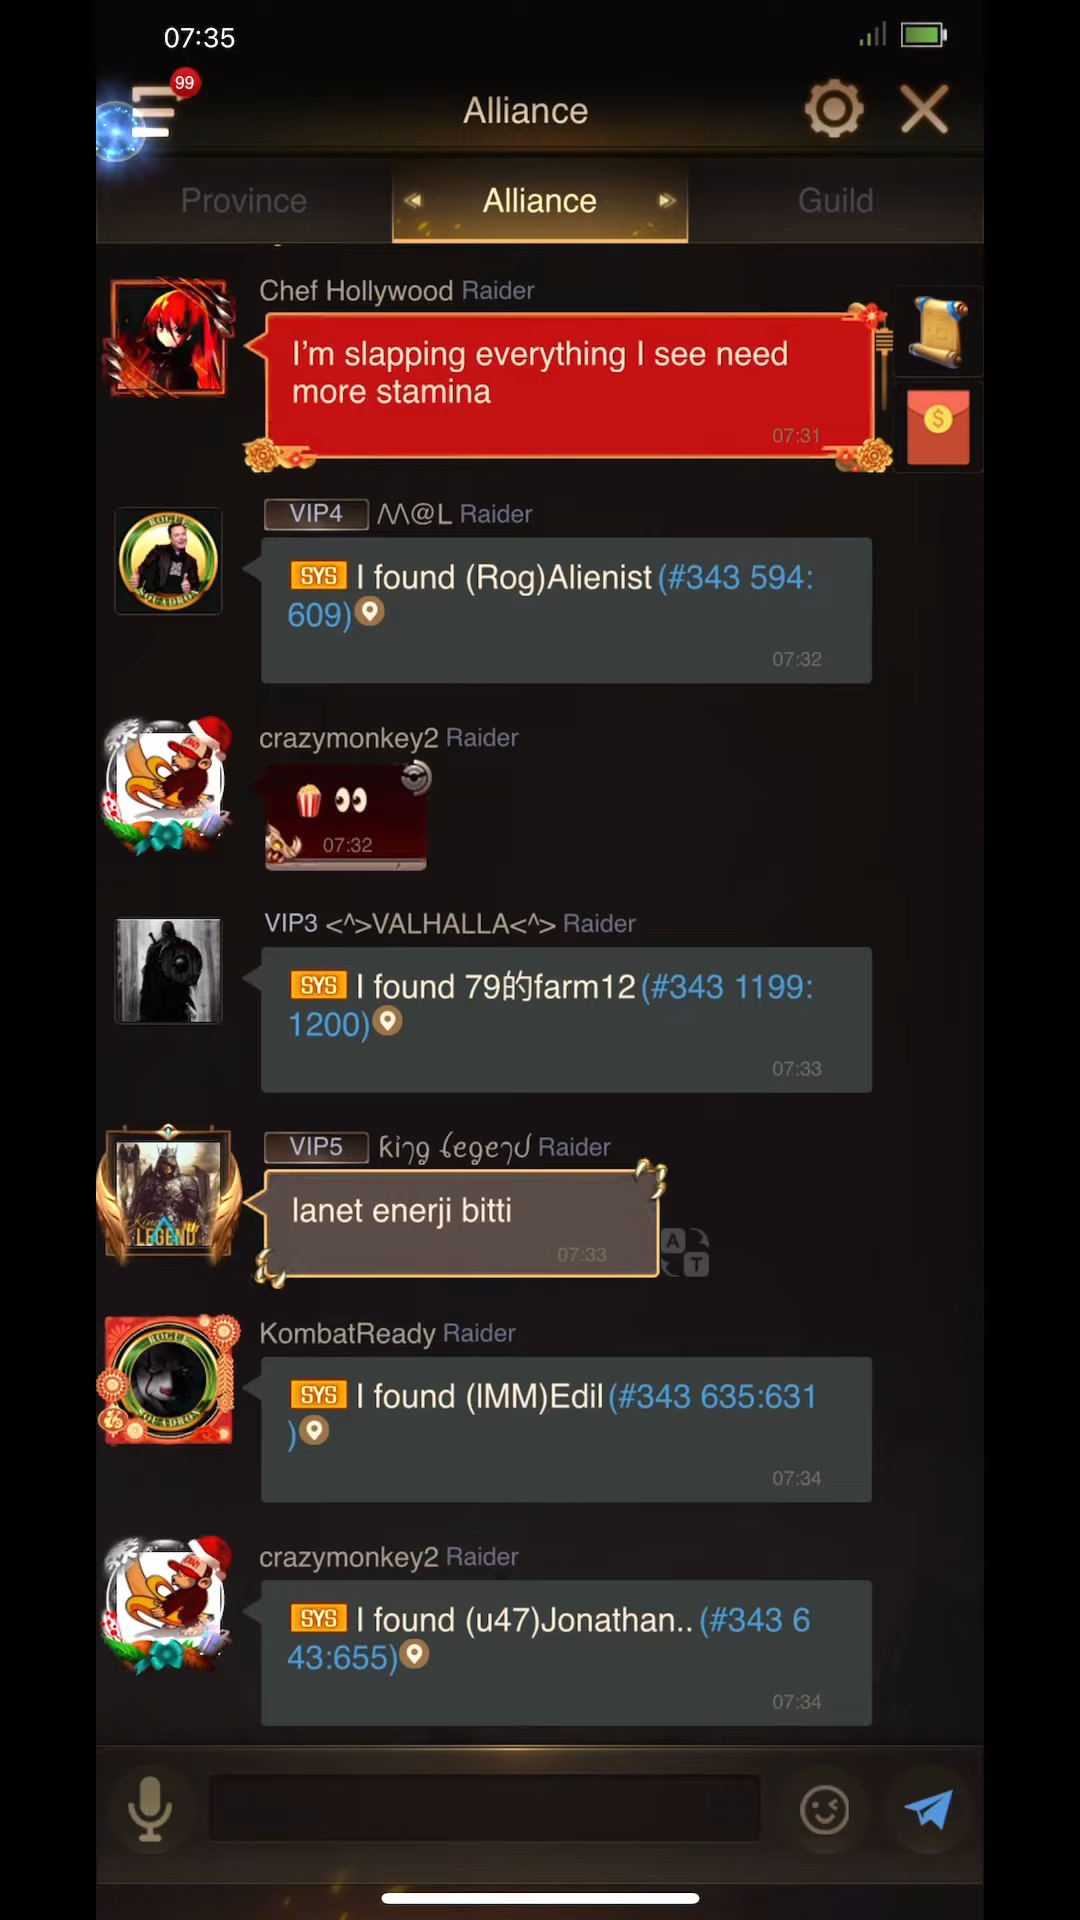 07:35
99
Alliance
Province
Alliance
Guild
Chef Hollywood Raider
I'm slapping everything I see need
more stamina
07:31
VIP4 /\/\@L Raider
SYS I found (Rog)Alienist(#343 594:
609)
07:32
crazymonkey2 Raider
07:32
VIP3 <^>VALHALLA<^> Raider
SYS I found 79的farm12(#343 1199:
1200)
07:33
LEGEND
VIP5 Raider
lanet enerji bitti
07:33
A
T
ROGUE
SQUADRON
KombatReady Raider
SYS I found (IMM)Edil(#343 635:631
)
07:34
crazymonkey2 Raider
SYS I found (u47)Jonathan..(#343 6
43:655)
07:34